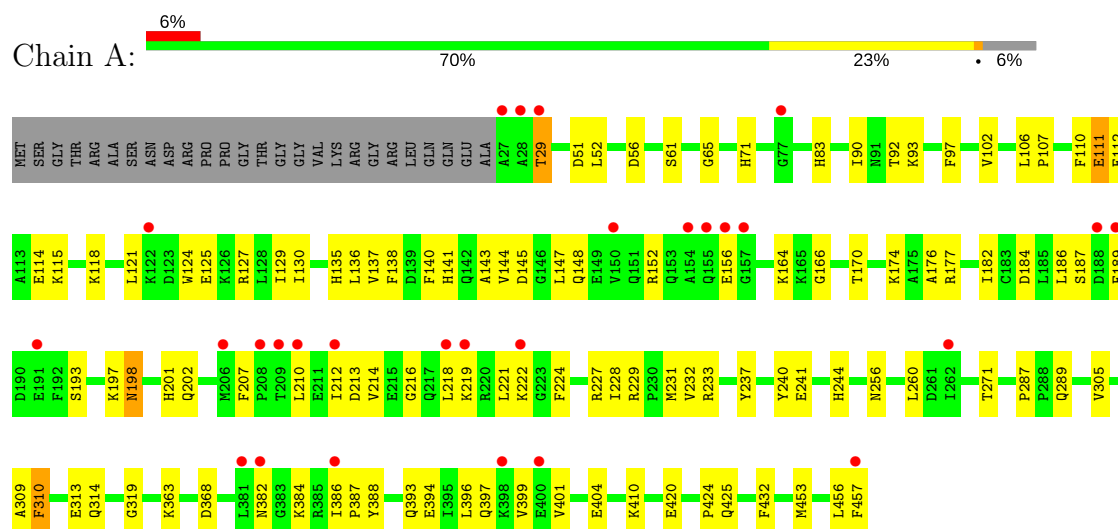 6%
Chain A:
70% 23% • 6%
MET SER GLY THR ARG ALA SER ASN ASP ARG PRO PRO GLY THR GLY GLY VAL LYS ARG GLY ARG LEU GLN GLN GLU ALA A27 A28 T29 D51 L52 D56 S61 G65 H71 G77 H83 I90 N91 T92 K93 F97 V102 L106 P107 F110 E111
A113 E114 K115 K118 L121 K122 D123 W124 E125 K126 R127 L128 I129 I130 H135 L136 V137 F138 D139 F140 H141 Q142 A143 V144 D145 G146 L147 Q148 E149 V150 Q151 R152 Q153 A154 Q155 E156 G157 K164 K165 G166 T170 K174 A175 A176 R177 I182 C183 D184 L185 L186 S187 D188
D190 E191 F192 S193 K197 N198 H201 Q202 M206 F207 P208 T209 L210 E211 I212 D213 V214 E215 G216 Q217 L218 K219 R220 L221 K222 G223 F224 R227 I228 R229 P230 M231 V232 R233 Y237 Y240 E241 H244 N256 L260 D261 I262 T271 P287 P288 Q289 V305
A309 F310 E313 Q314 G319 K363 D368 L381 N382 G383 K384 R385 I386 P387 Y388 Q393 E394 I395 L396 Q397 K398 V399 E400 V401 E404 K410 E420 P424 Q425 F432 M453 L456 F457